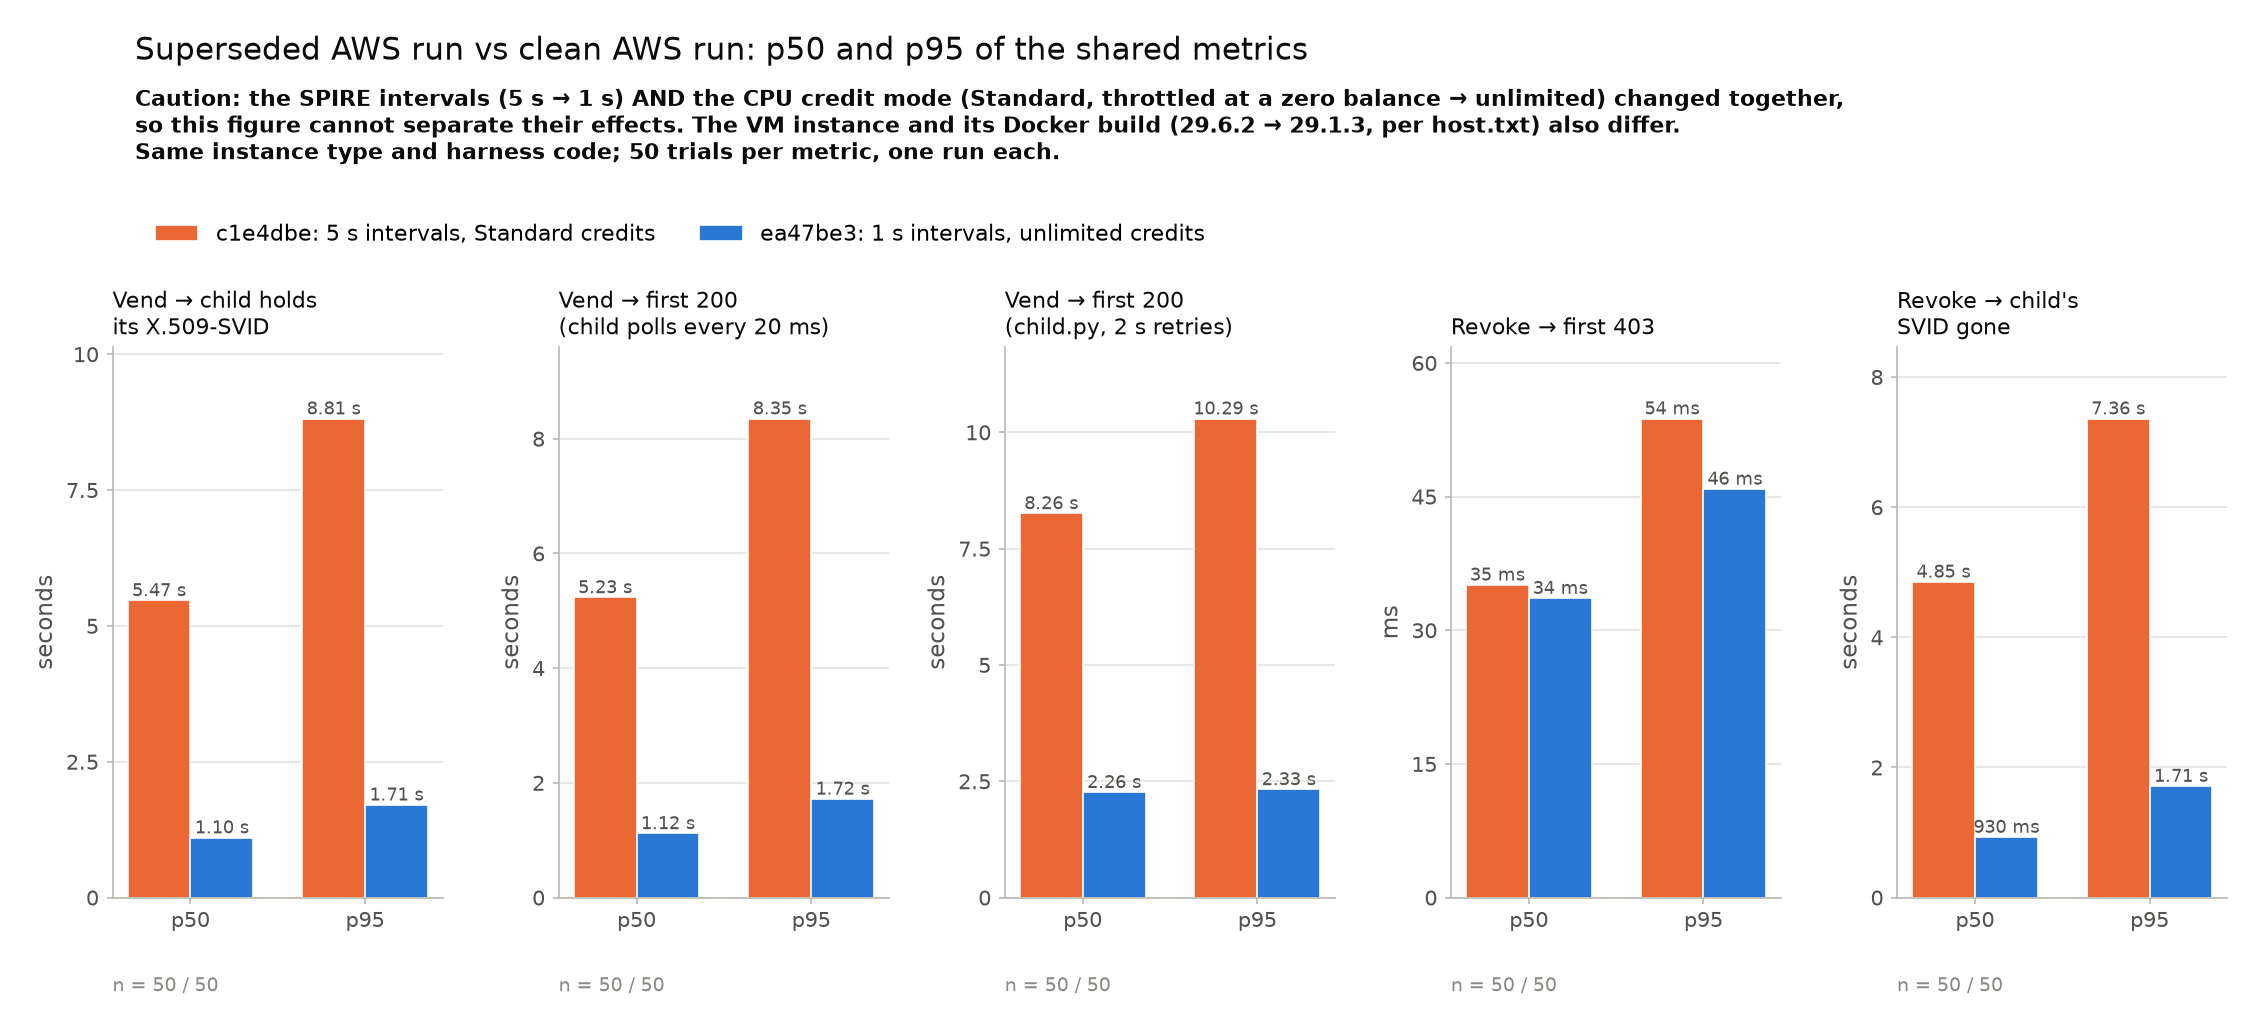 Superseded AWS run vs clean AWS run: p50 and p95 of the shared metrics
Caution: the SPIRE intervals (5 s → 1 s) AND the CPU credit mode (Standard, throttled at a zero balance → unlimited) changed together,
so this figure cannot separate their effects. The VM instance and its Docker build (29.6.2 → 29.1.3, per host.txt) also differ.
Same instance type and harness code; 50 trials per metric, one run each.
c1e4dbe: 5 s intervals, Standard credits
ea47be3: 1 s intervals, unlimited credits
Vend → child holds
its X.509-SVID
10
7.5
5
2.5
0
seconds
5.47 s
1.10 s
8.81 s
1.71 s
p50
p95
n = 50 / 50
Vend → first 200
(child polls every 20 ms)
8
6
4
2
0
seconds
5.23 s
1.12 s
8.35 s
1.72 s
p50
p95
n = 50 / 50
Vend → first 200
(child.py, 2 s retries)
10
7.5
5
2.5
0
seconds
8.26 s
2.26 s
10.29 s
2.33 s
p50
p95
n = 50 / 50
Revoke → first 403
60
45
30
15
0
ms
35 ms
34 ms
54 ms
46 ms
p50
p95
n = 50 / 50
Revoke → child's
SVID gone
8
6
4
2
0
seconds
4.85 s
930 ms
7.36 s
1.71 s
p50
p95
n = 50 / 50